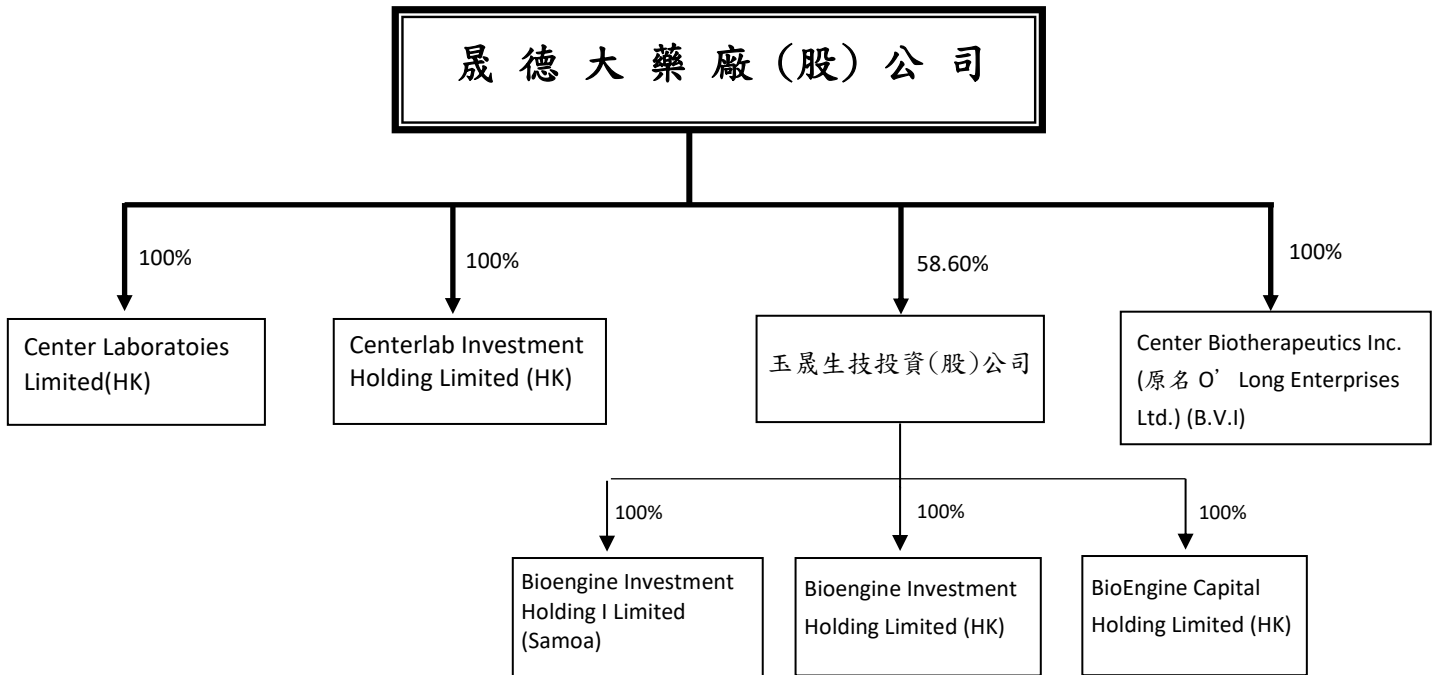 晟德大藥廠(股)公司
100%
100%
58.60%
100%
Center Laboratoies
Limited(HK)
Centerlab Investment
Holding Limited (HK)
玉晟生技投資(股)公司
Center Biotherapeutics Inc.
(原名 O’ Long Enterprises
Ltd.) (B.V.I)
100%
100%
100%
Bioengine Investment
Holding I Limited
(Samoa)
Bioengine Investment
Holding Limited (HK)
BioEngine Capital
Holding Limited (HK)